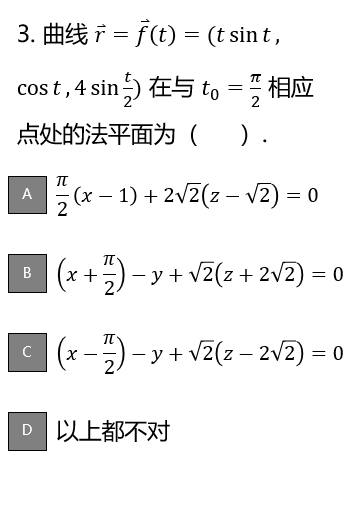 3. 曲线 $\vec{r} = \vec{f}(t) = (t \sin t ,$
$\cos t , 4 \sin \frac{t}{2})$ 在与 $t_0 = \frac{\pi}{2}$ 相应
点处的法平面为（ ）.
A $\frac{\pi}{2}(x - 1) + 2\sqrt{2}(z - \sqrt{2}) = 0$
B $\left(x + \frac{\pi}{2}\right) - y + \sqrt{2}(z + 2\sqrt{2}) = 0$
C $\left(x - \frac{\pi}{2}\right) - y + \sqrt{2}(z - 2\sqrt{2}) = 0$
D 以上都不对